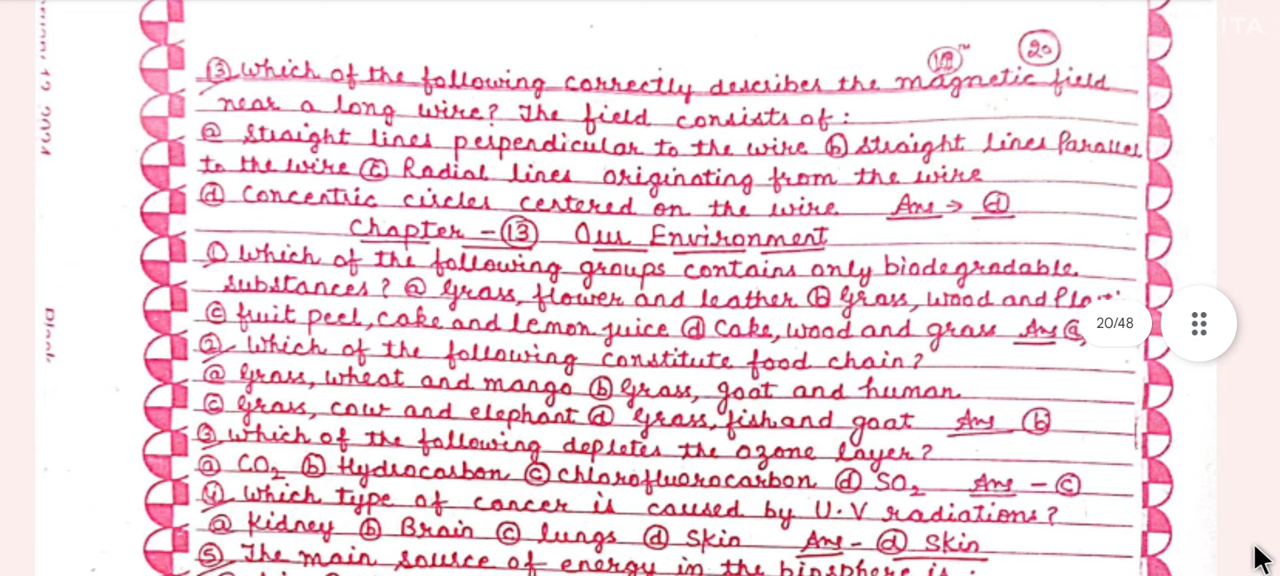 20
③ Which of the following correctly describes the magnetic field
near a long wire? The field consists of :
ⓐ Straight lines perpendicular to the wire ⓑ Straight lines Parallel
to the wire ⓒ Radial lines originating from the wire
ⓓ Concentric circles centered on the wire Ans → ⓓ
Chapter - ⑬ Our Environment
① Which of the following groups contains only biodegradable
substances? ⓐ Grass, flower and leather ⓑ Grass, wood and
ⓒ fruit peel, cake and lemon juice ⓓ Cake, wood and grass Ans
② Which of the following constitute food chain?
ⓐ Grass, wheat and mango ⓑ Grass, goat and human
ⓒ Grass, cow and elephant ⓓ Grass, fish and goat Ans ⓑ
③ Which of the following depletes the ozone layer?
ⓐ CO₂ ⓑ Hydrocarbon ⓒ chlorofluorocarbon ⓓ SO₂ Ans - ⓒ
④ Which type of cancer is caused by U.V radiations?
ⓐ Kidney ⓑ Brain ⓒ lungs ⓓ Skin Ans - ⓓ Skin
⑤ The main source of energy in the biosphere is :
20/48